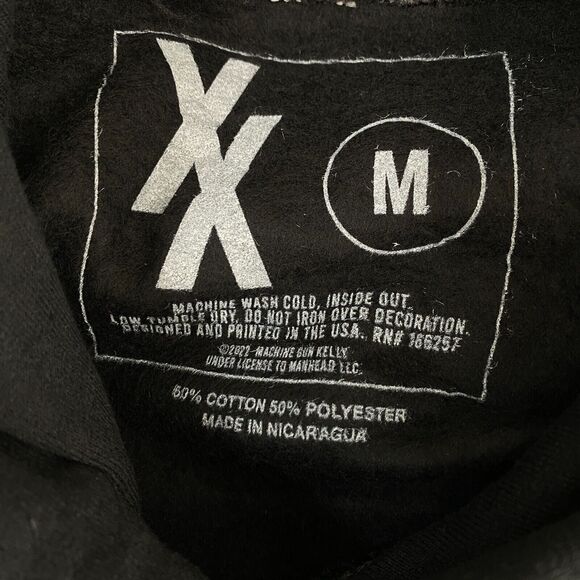 XX
M
MACHINE WASH COLD, INSIDE OUT.
LOW TUMBLE DRY, DO NOT IRON OVER DECORATION.
DESIGNED AND PRINTED IN THE USA. RN# 166257
©2022 MACHINE GUN KELLY
UNDER LICENSE TO MANHEAD, LLC.
50% COTTON 50% POLYESTER
MADE IN NICARAGUA